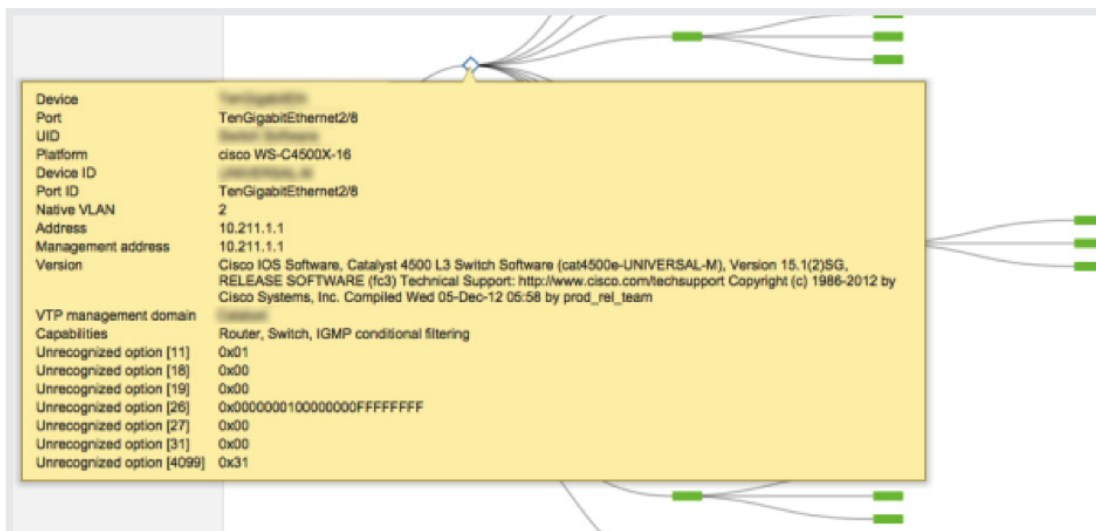 Device
Port TenGigabitEthernet2/8
UID
Platform cisco WS-C4500X-16
Device ID
Port ID TenGigabitEthernet2/8
Native VLAN 2
Address 10.211.1.1
Management address 10.211.1.1
Version Cisco IOS Software, Catalyst 4500 L3 Switch Software (cat4500e-UNIVERSAL-M), Version 15.1(2)SG,
RELEASE SOFTWARE (fc3) Technical Support: http://www.cisco.com/techsupport Copyright (c) 1986-2012 by
Cisco Systems, Inc. Compiled Wed 05-Dec-12 05:58 by prod_rel_team
VTP management domain
Capabilities Router, Switch, IGMP conditional filtering
Unrecognized option [11] 0x01
Unrecognized option [18] 0x00
Unrecognized option [19] 0x00
Unrecognized option [26] 0x0000000100000000FFFFFFFF
Unrecognized option [27] 0x00
Unrecognized option [31] 0x00
Unrecognized option [4099] 0x31